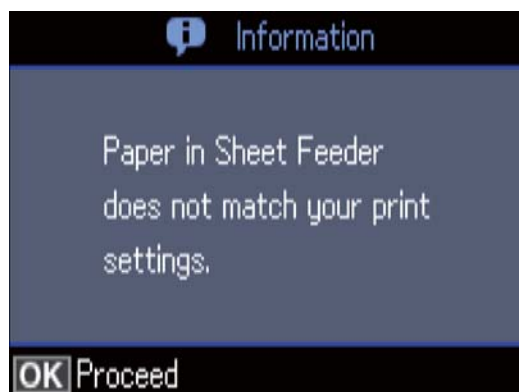 Information
Paper in Sheet Feeder
does not match your print
settings.
OK Proceed